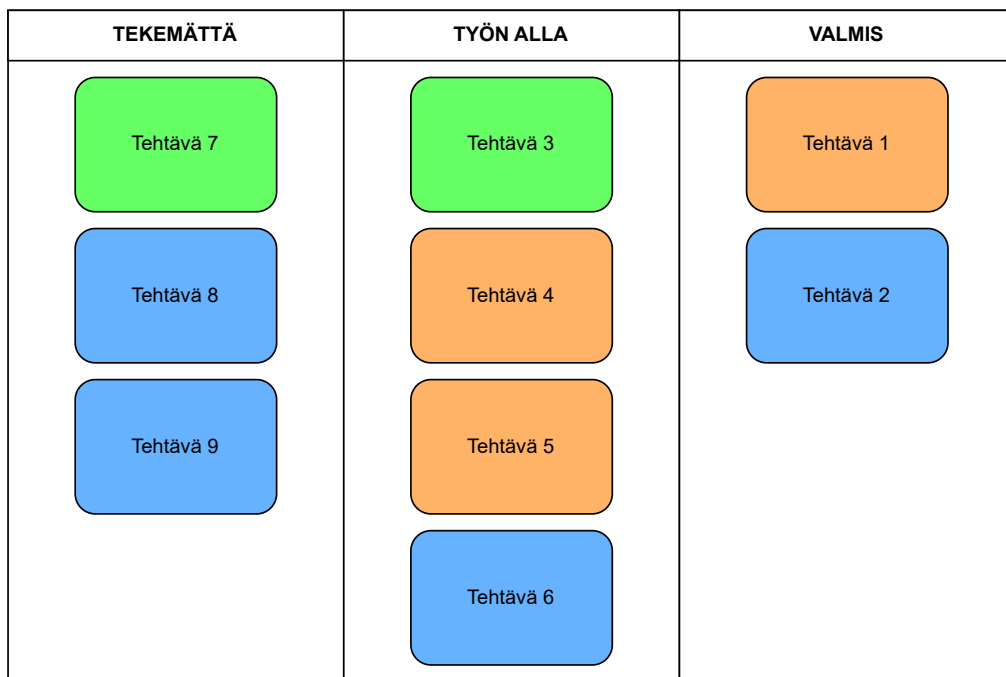 TEKEMÄTTÄ
TYÖN ALLA
VALMIS
Tehtävä 7
Tehtävä 3
Tehtävä 1
Tehtävä 8
Tehtävä 4
Tehtävä 2
Tehtävä 9
Tehtävä 5
Tehtävä 6